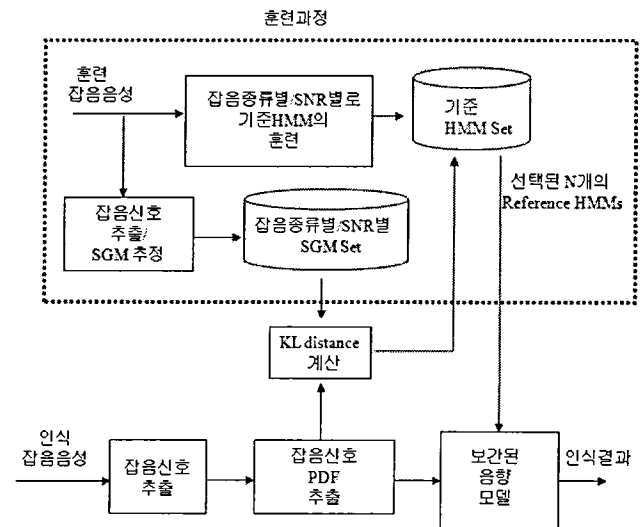 훈련과정
훈련
잡음음성
잡음종류별/SNR별로
기준HMM의
훈련
기준
HMM Set
선택된 N개의
Reference HMMs
잡음신호
추출/
SGM 추정
잡음종류별/SNR별
SGM Set
KL distance
계산
인식
잡음음성
잡음신호
추출
잡음신호
PDF
추출
보간된
음향
모델
인식결과